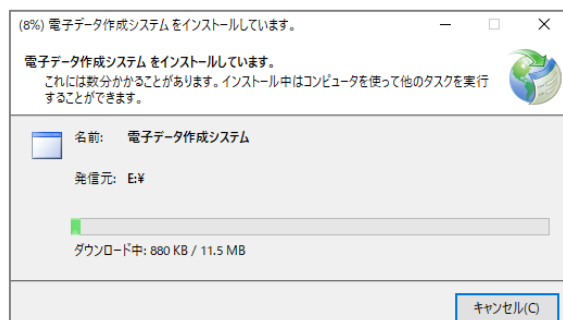 (8%) 電子データ作成システム をインストールしています。
電子データ作成システム をインストールしています。
これには数分かかることがあります。インストール中はコンピュータを使って他のタスクを実行
することができます。
名前: 電子データ作成システム
発信元: E:¥
ダウンロード中: 880 KB / 11.5 MB
キャンセル(C)